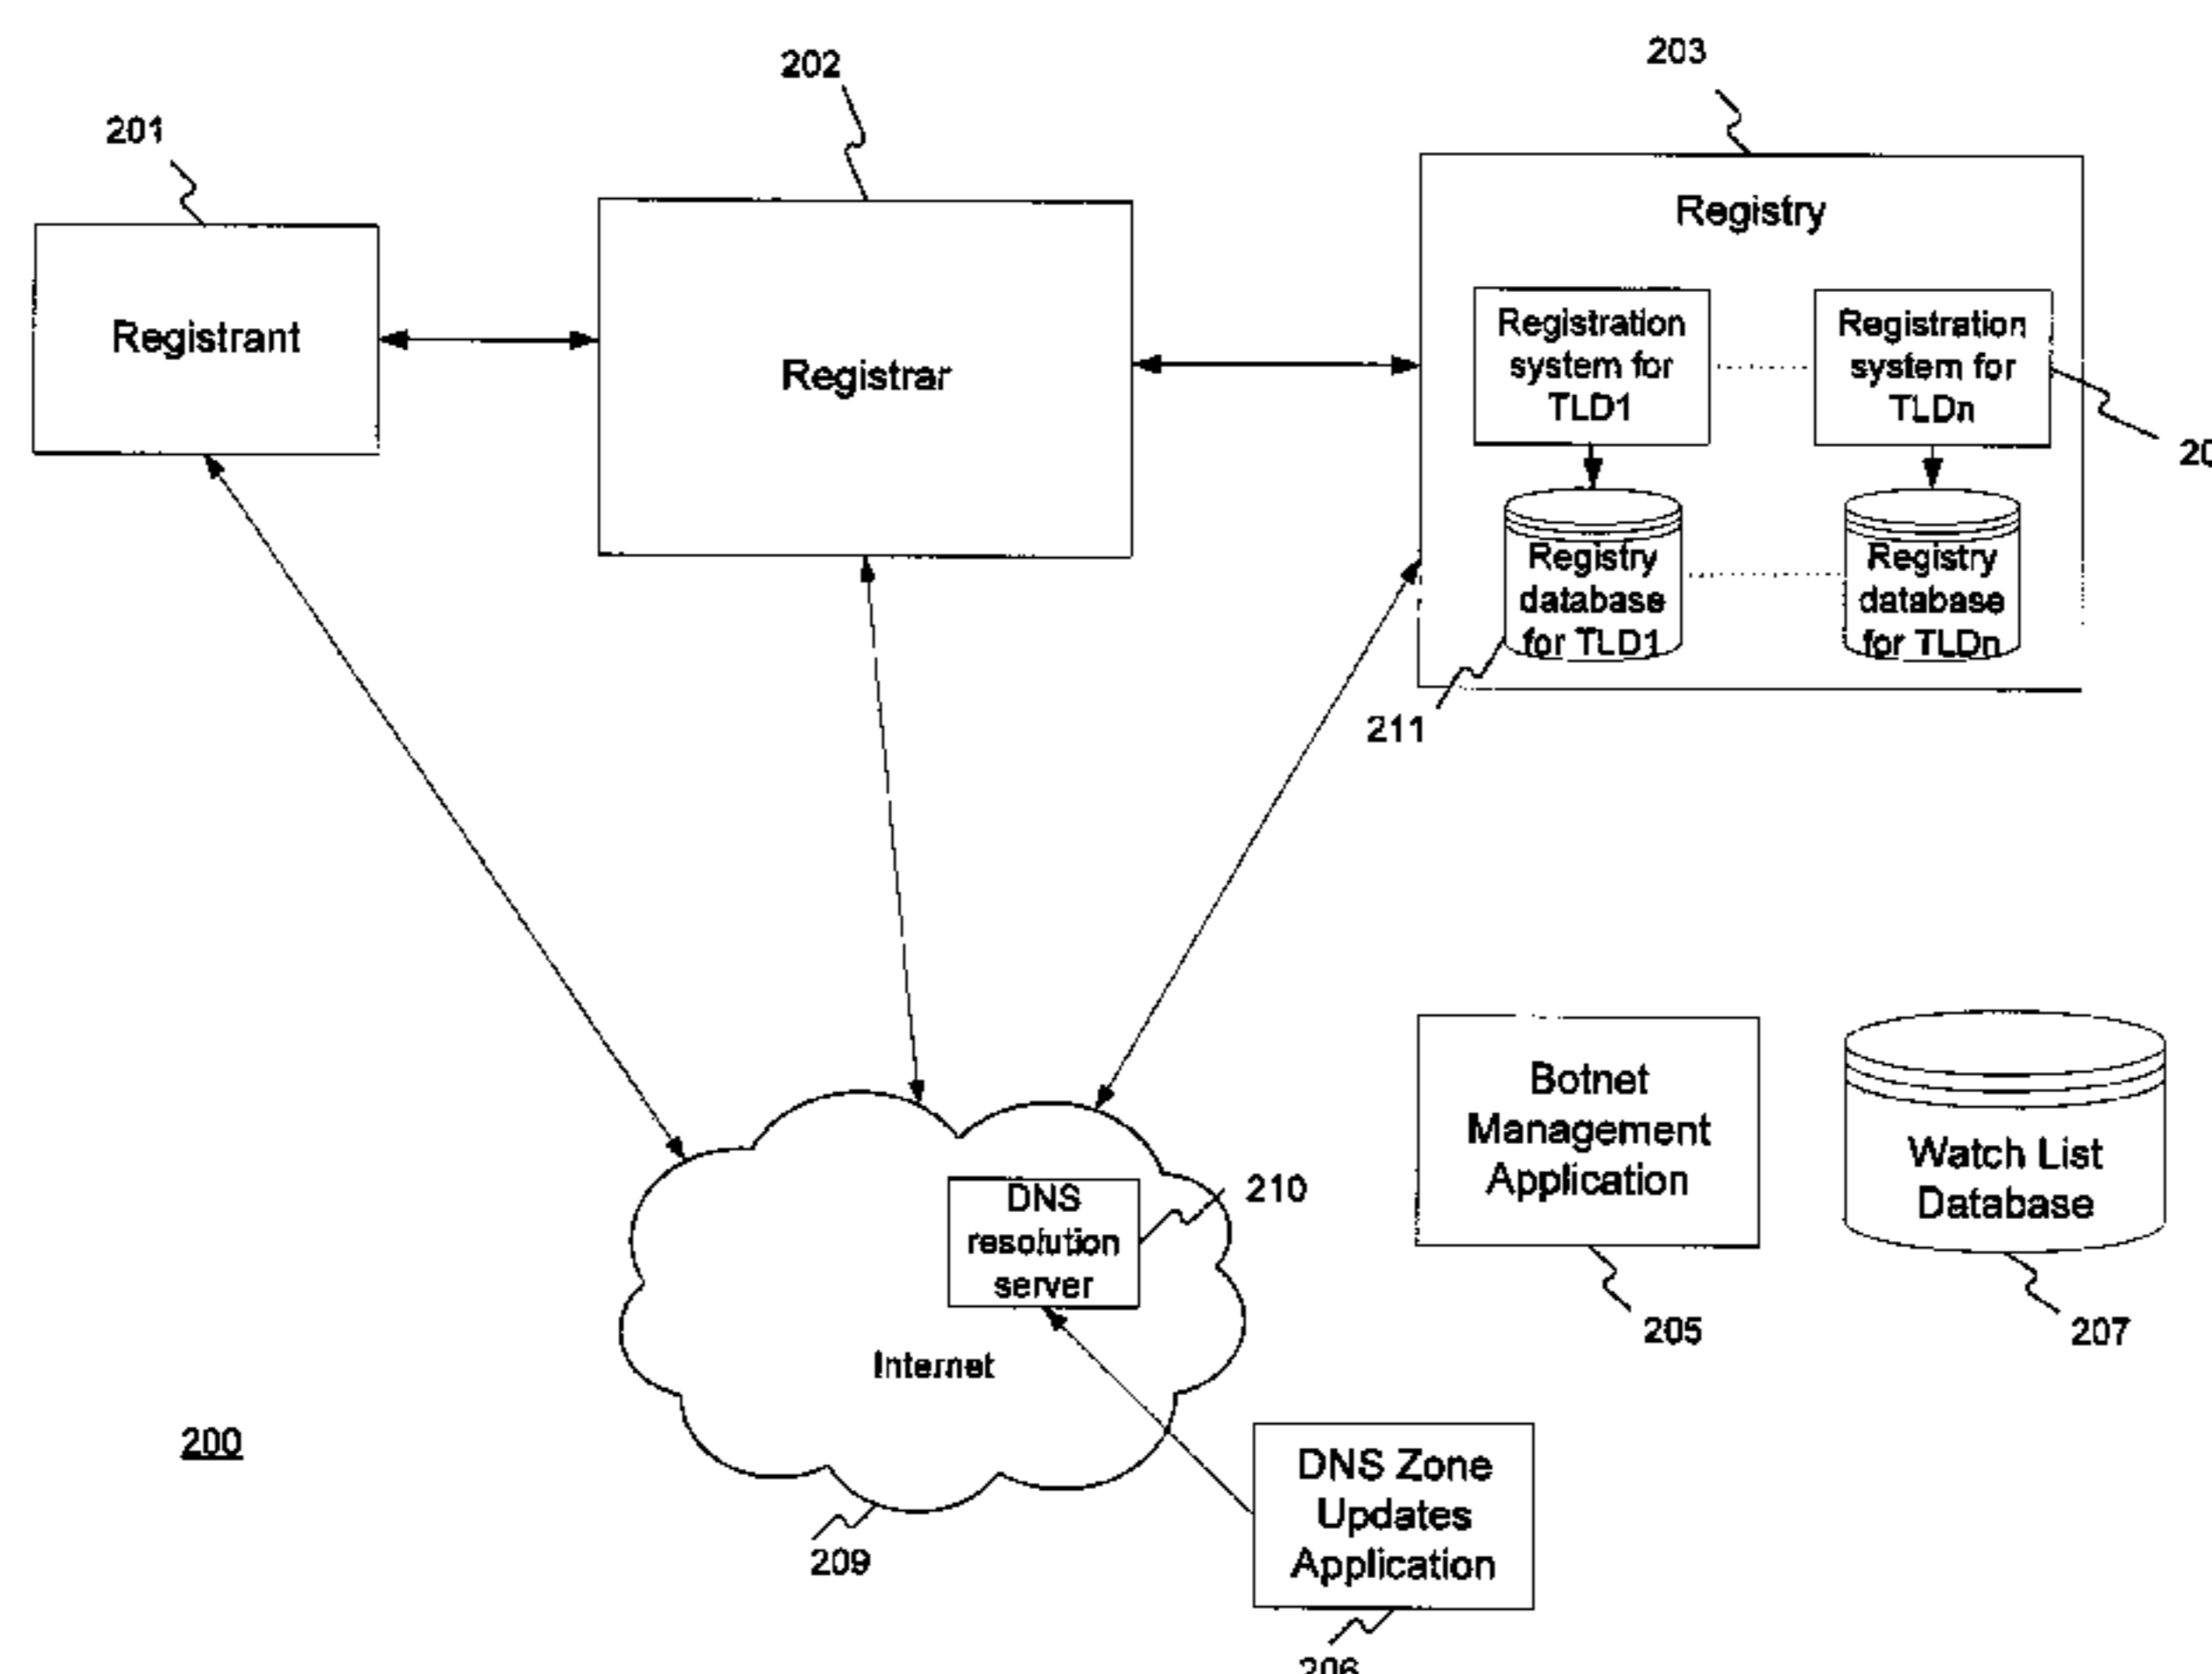 202
203
201
Registry
Registrant
Registrar
Registration
system for
TLD1
Registration
system for
TLDn
Registry
database
for TLD1
Registry
database
for TLDn
211
Botnet
Management
Application
Watch List
Database
DNS
resolution
server
210
Internet
205
207
200
DNS Zone
Updates
Application
209
206